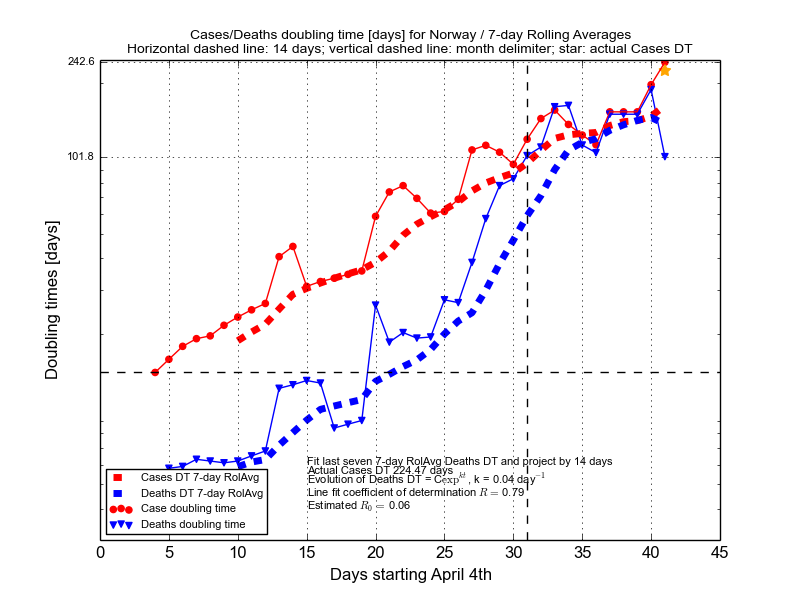 Cases/Deaths doubling time [days] for Norway / 7-day Rolling Averages
Horizontal dashed line: 14 days; vertical dashed line: month delimiter; star: actual Cases DT
242.6
101.8
Doubling times [days]
Fit last seven 7-day RolAvg Deaths DT and project by 14 days
Actual Cases DT 224.47 days
Evolution of Deaths DT = Cexp^{kt}, k = 0.04 day^{-1}
Line fit coefficient of determination R = 0.79
Estimated R_0 = 0.06
Cases DT 7-day RolAvg
Deaths DT 7-day RolAvg
Case doubling time
Deaths doubling time
0 5 10 15 20 25 30 35 40 45
Days starting April 4th